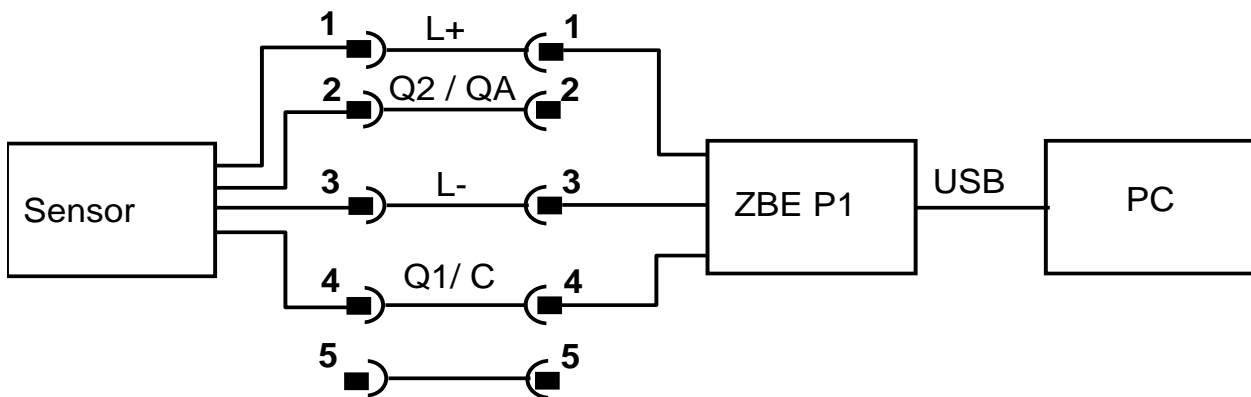 1 L+ 1
2 Q2 / QA 2
3 L- 3
Sensor ZBE P1 USB PC
4 Q1/ C 4
5 5